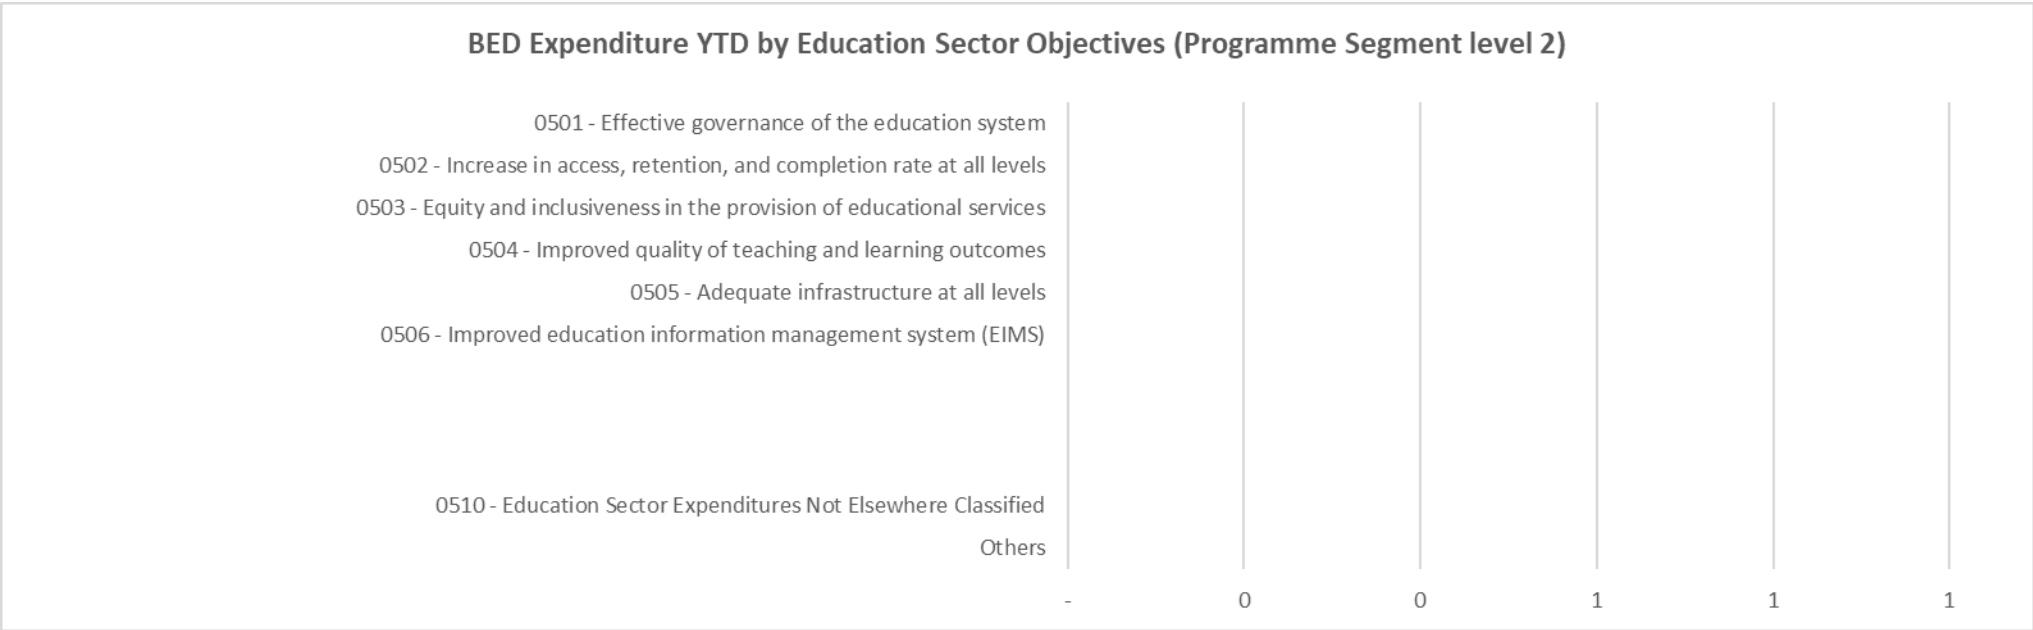 BED Expenditure YTD by Education Sector Objectives (Programme Segment level 2)
0501 - Effective governance of the education system
0502 - Increase in access, retention, and completion rate at all levels
0503 - Equity and inclusiveness in the provision of educational services
0504 - Improved quality of teaching and learning outcomes
0505 - Adequate infrastructure at all levels
0506 - Improved education information management system (EIMS)
0510 - Education Sector Expenditures Not Elsewhere Classified
Others
- 0 0 1 1 1